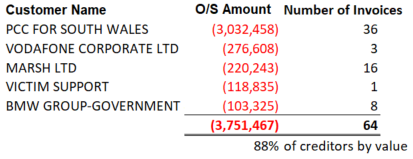 Customer Name O/S Amount Number of Invoices
PCC FOR SOUTH WALES (3,032,458) 36
VODAFONE CORPORATE LTD (276,608) 3
MARSH LTD (220,243) 16
VICTIM SUPPORT (118,835) 1
BMW GROUP-GOVERNMENT (103,325) 8
(3,751,467) 64
88% of creditors by value